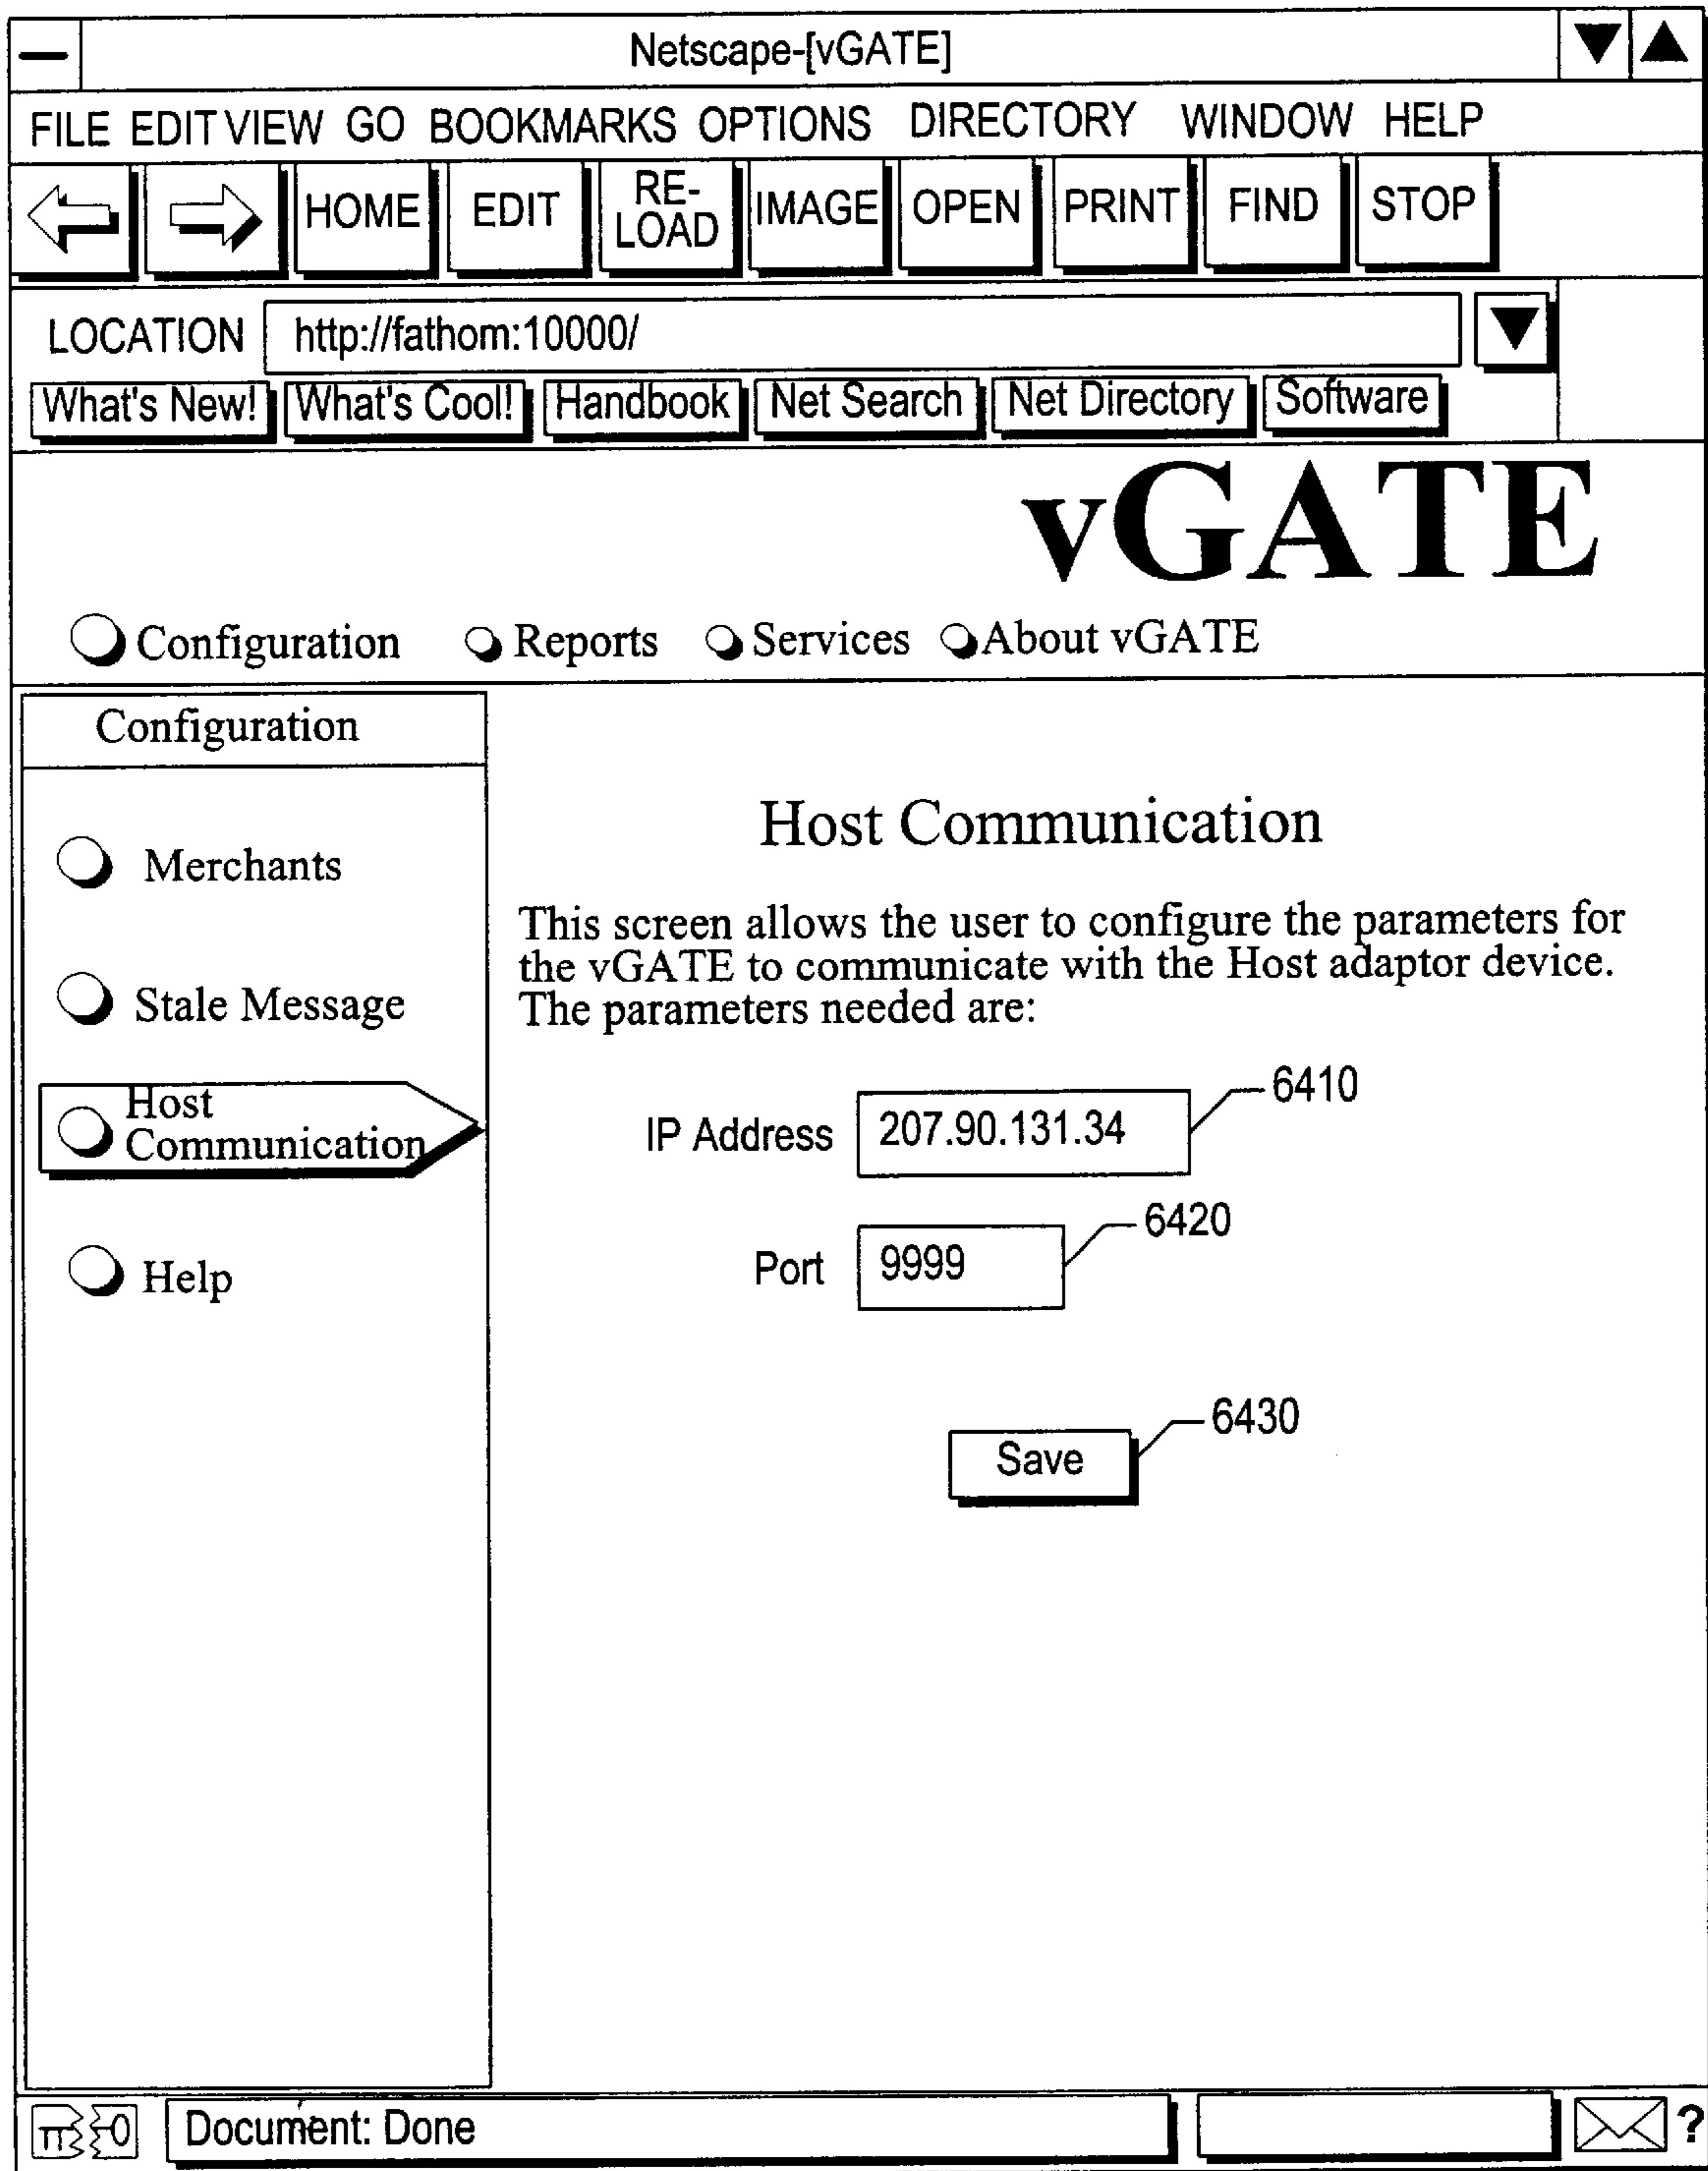 Netscape-[vGATE]
FILE EDIT VIEW GO BOOKMARKS OPTIONS DIRECTORY WINDOW HELP
HOME EDIT RE-LOAD IMAGE OPEN PRINT FIND STOP
LOCATION http://fathom:10000/
What's New! What's Cool! Handbook Net Search Net Directory Software
vGATE
Configuration Reports Services About vGATE
Configuration
Merchants
Stale Message
Host
Communication
Help
Host Communication
This screen allows the user to configure the parameters for
the vGATE to communicate with the Host adaptor device.
The parameters needed are:
IP Address 207.90.131.34 6410
Port 9999 6420
Save 6430
Document: Done ?